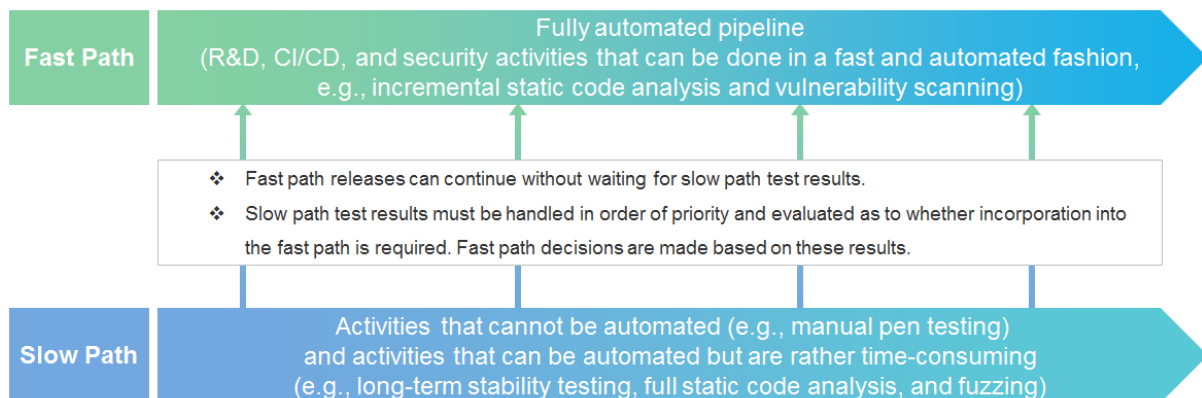 Fast Path
Fully automated pipeline
(R&D, CI/CD, and security activities that can be done in a fast and automated fashion,
e.g., incremental static code analysis and vulnerability scanning)
❖ Fast path releases can continue without waiting for slow path test results.
❖ Slow path test results must be handled in order of priority and evaluated as to whether incorporation into
the fast path is required. Fast path decisions are made based on these results.
Slow Path
Activities that cannot be automated (e.g., manual pen testing)
and activities that can be automated but are rather time-consuming
(e.g., long-term stability testing, full static code analysis, and fuzzing)